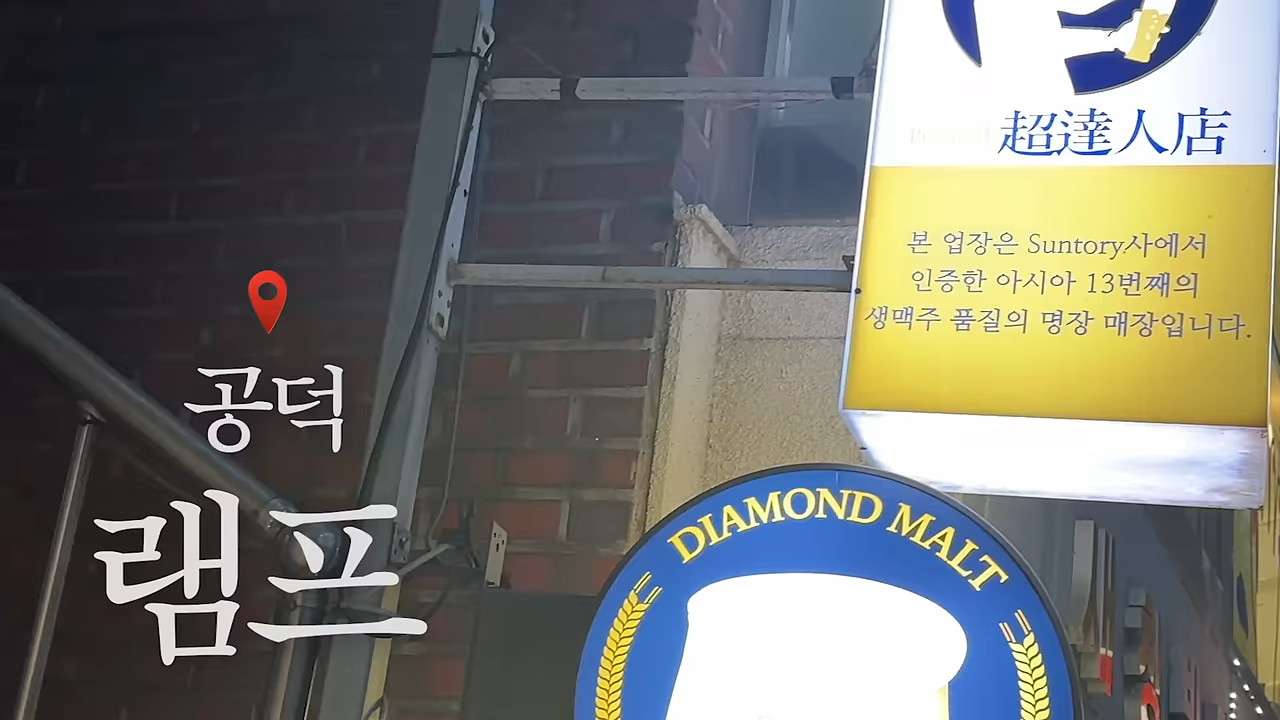 공덕
램프
超達人店
본 업장은 Suntory사에서
인증한 아시아 13번째의
생맥주 품질의 명장 매장입니다.
DIAMOND MALT